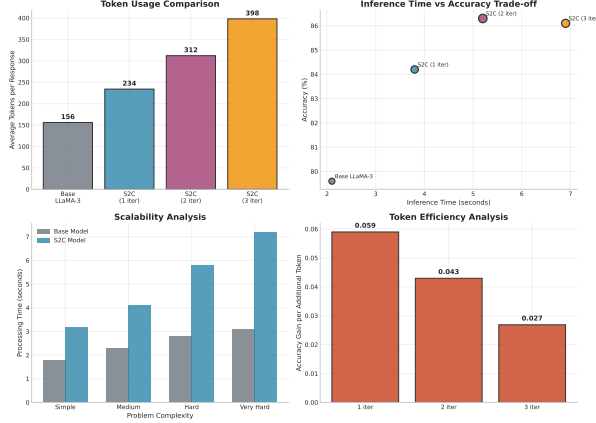 Token Usage Comparison
Average Tokens per Response
400
350
300
250
200
150
100
50
0
156
234
312
398
Base
LLaMA-3
S2C
(1 iter)
S2C
(2 iter)
S2C
(3 iter)
Inference Time vs Accuracy Trade-off
Accuracy (%)
86
85
84
83
82
81
80
Base LLaMA-3
S2C (1 iter)
S2C (2 iter)
S2C (3 ite
2
3
4
5
6
7
Inference Time (seconds)
Scalability Analysis
Base Model
S2C Model
Processing Time (seconds)
7
6
5
4
3
2
1
0
Simple
Medium
Hard
Very Hard
Problem Complexity
Token Efficiency Analysis
Accuracy Gain per Additional Token
0.06
0.05
0.04
0.03
0.02
0.01
0.00
0.059
0.043
0.027
1 iter
2 iter
3 iter